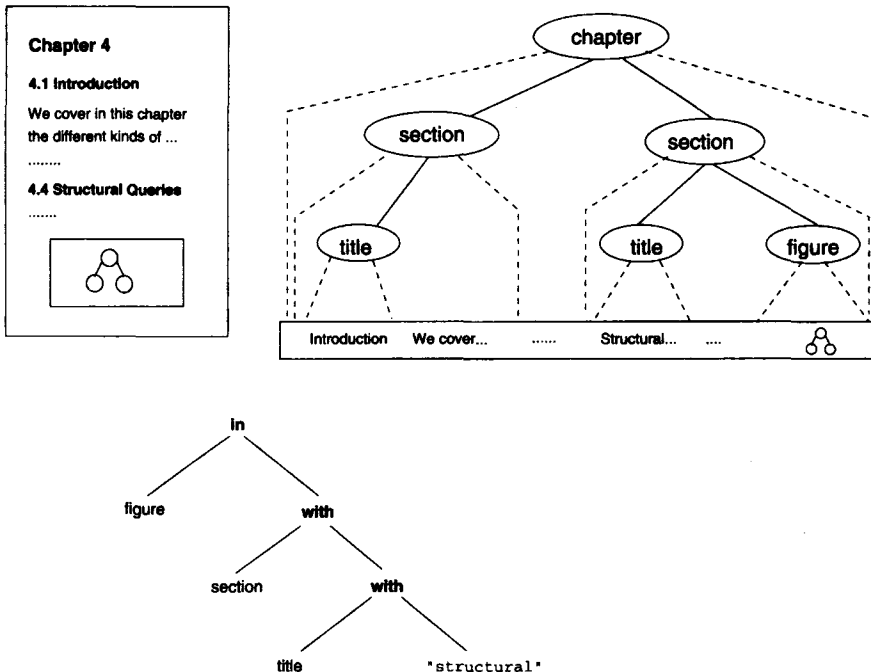 Chapter 4
4.1 Introduction
We cover in this chapter
the different kinds of ...
........
4.4 Structural Queries
.......
chapter
section
section
title
title
figure
Introduction We cover... ...... Structural... ....
in
figure
with
section
with
title
"structural"